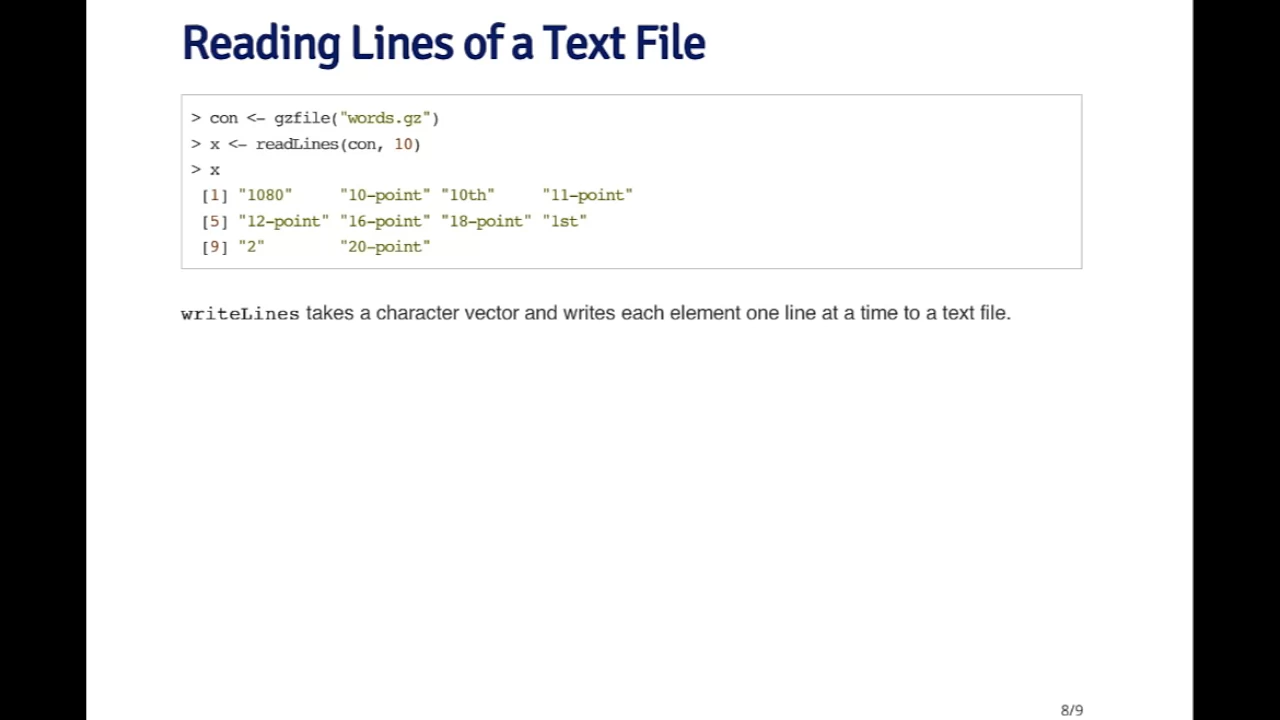 Reading Lines of a Text File
> con <- gzfile("words.gz")
> x <- readLines(con, 10)
> x
[1] "1080" "10-point" "10th" "11-point"
[5] "12-point" "16-point" "18-point" "1st"
[9] "2" "20-point"
writeLines takes a character vector and writes each element one line at a time to a text file.
8/9